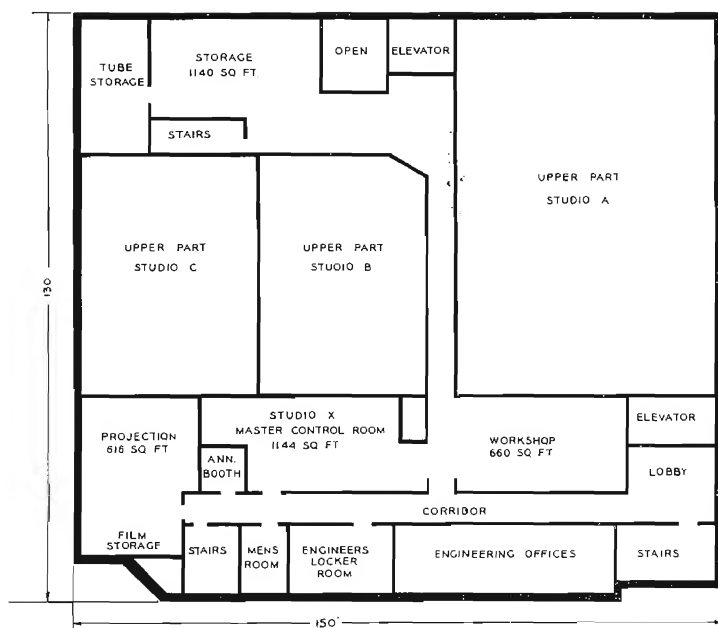 TUBE
STORAGE
STORAGE
1140 SQ FT
OPEN
ELEVATOR
STAIRS
UPPER PART
STUDIO A
UPPER PART
STUDIO C
UPPER PART
STUDIO B
130
PROJECTION
616 SQ FT
STUDIO X
MASTER CONTROL ROOM
1144 SQ FT
ANN.
BOOTH
WORKSHOP
660 SQ FT
ELEVATOR
LOBBY
CORRIDOR
FILM
STORAGE
STAIRS
MENS
ROOM
ENGINEERS
LOCKER
ROOM
ENGINEERING OFFICES
STAIRS
150'